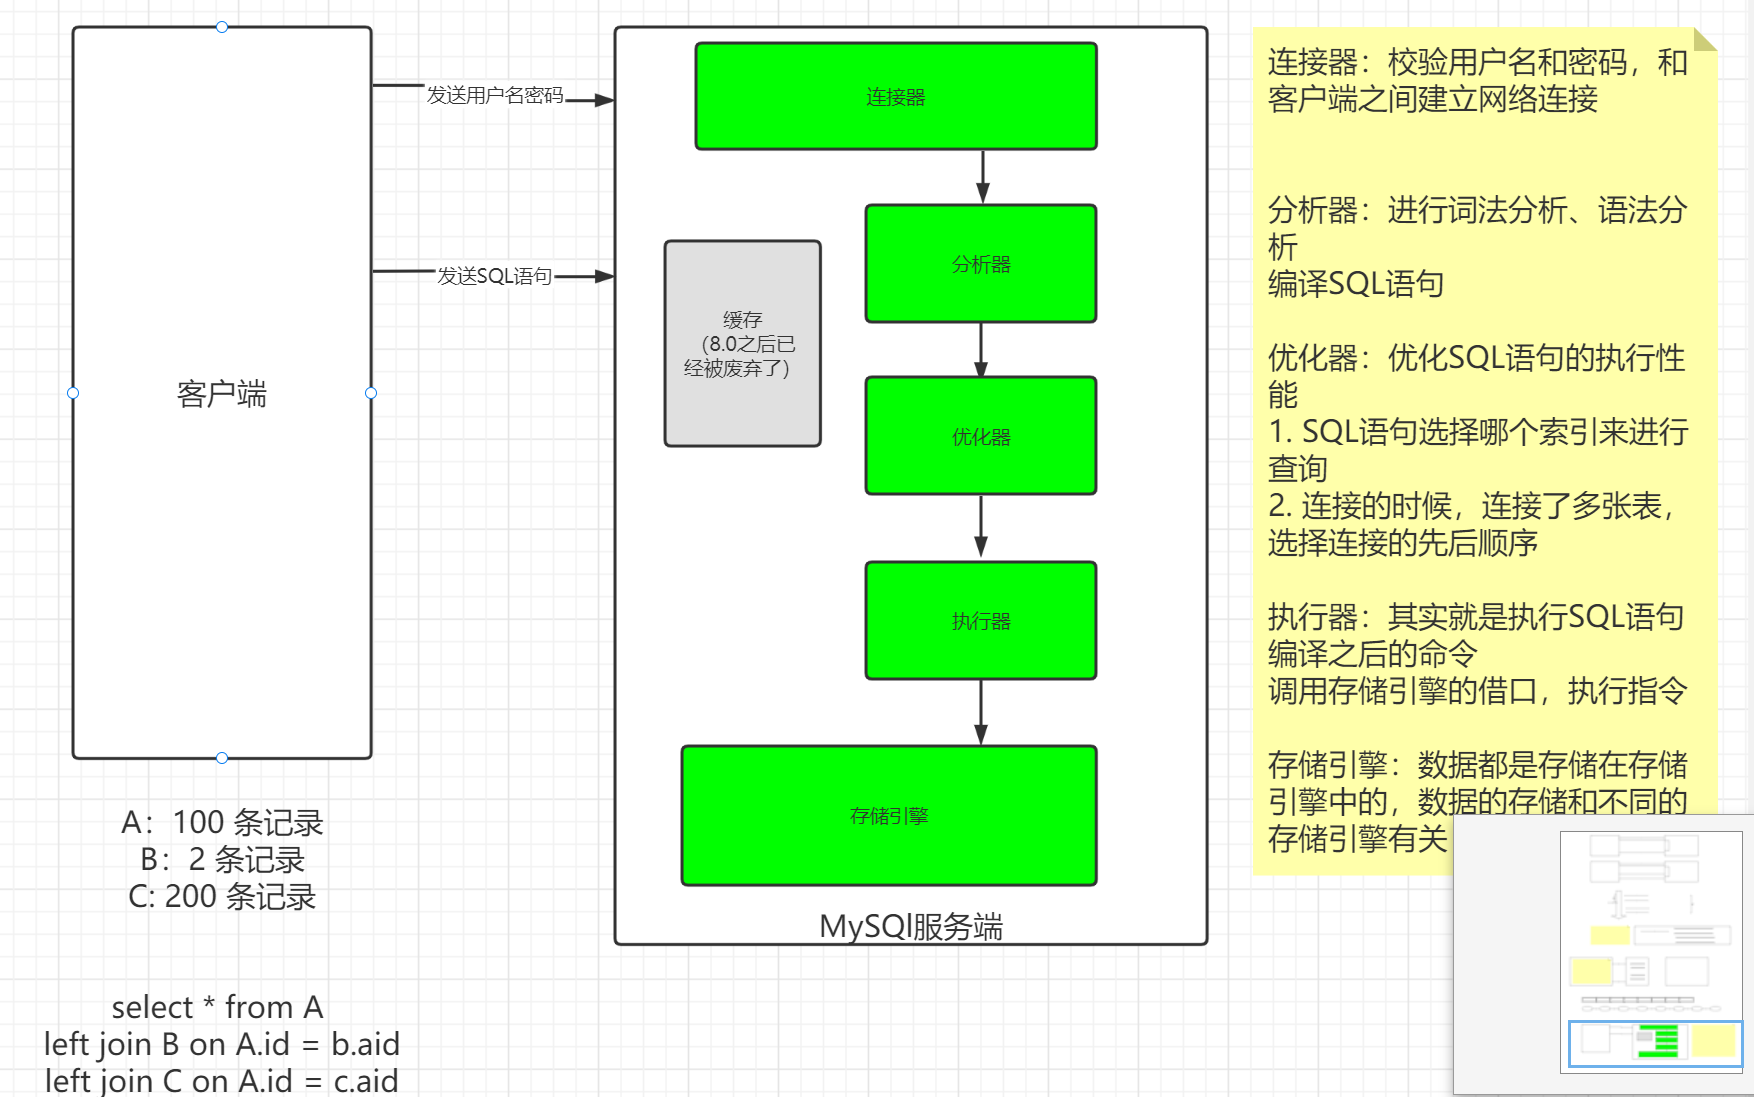 发送用户名密码
发送SQL语句
客户端
A：100 条记录
B：2 条记录
C: 200 条记录
select * from A
left join B on A.id = b.aid
left join C on A.id = c.aid
连接器
分析器
缓存
（8.0之后已
经被废弃了）
优化器
执行器
存储引擎
MySQl服务端
连接器：校验用户名和密码，和
客户端之间建立网络连接
分析器：进行词法分析、语法分
析
编译SQL语句
优化器：优化SQL语句的执行性
能
1. SQL语句选择哪个索引来进行
查询
2. 连接的时候，连接了多张表，
选择连接的先后顺序
执行器：其实就是执行SQL语句
编译之后的命令
调用存储引擎的借口，执行指令
存储引擎：数据都是存储在存储
引擎中的，数据的存储和不同的
存储引擎有关